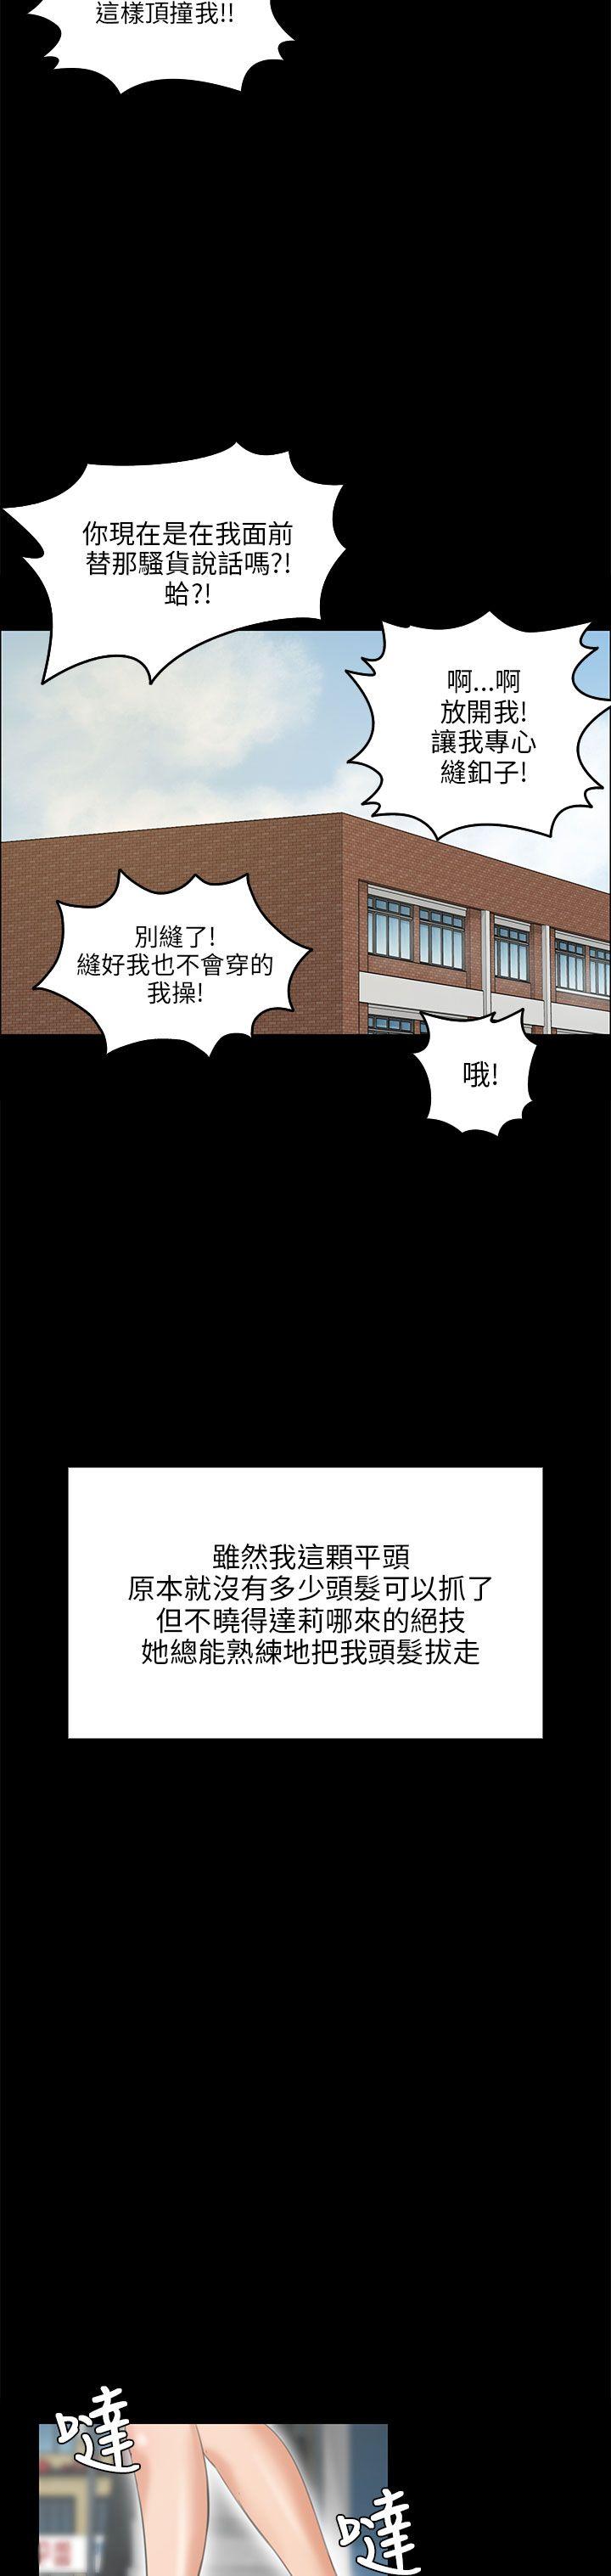 這樣頂撞我!!
你現在是在我面前
替那騷貨說話嗎?!
蛤?!
啊...啊
放開我!
讓我專心
縫釦子!
別縫了!
縫好我也不會穿的
我操!
哦!
雖然我這顆平頭
原本就沒有多少頭髮可以抓了
但不曉得達莉哪來的絕技
她總能熟練地把我頭髮拔走
噠
噠